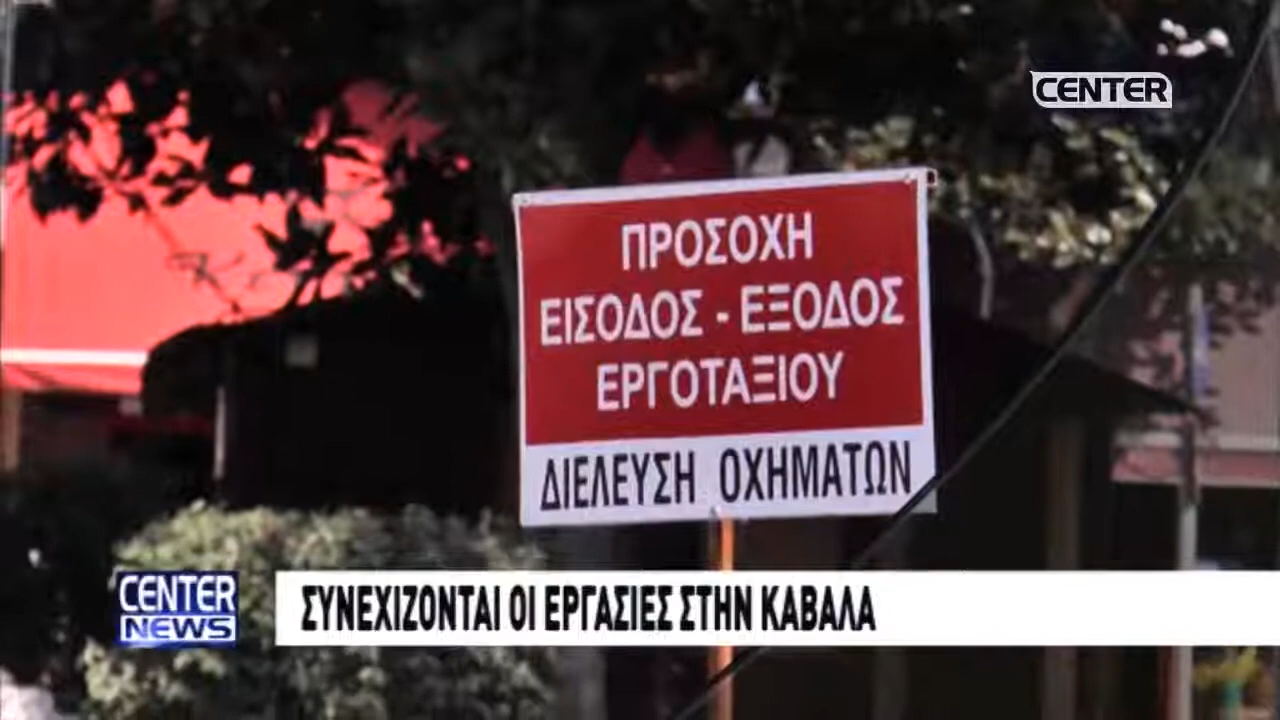 CENTER
ΠΡΟΣΟΧΗ
ΕΙΣΟΔΟΣ - ΕΞΟΔΟΣ
ΕΡΓΟΤΑΞΙΟΥ
ΔΙΕΛΕΥΣΗ ΟΧΗΜΑΤΩΝ
CENTER
NEWS
ΣΥΝΕΧΙΖΟΝΤΑΙ ΟΙ ΕΡΓΑΣΙΕΣ ΣΤΗΝ ΚΑΒΑΛΑ